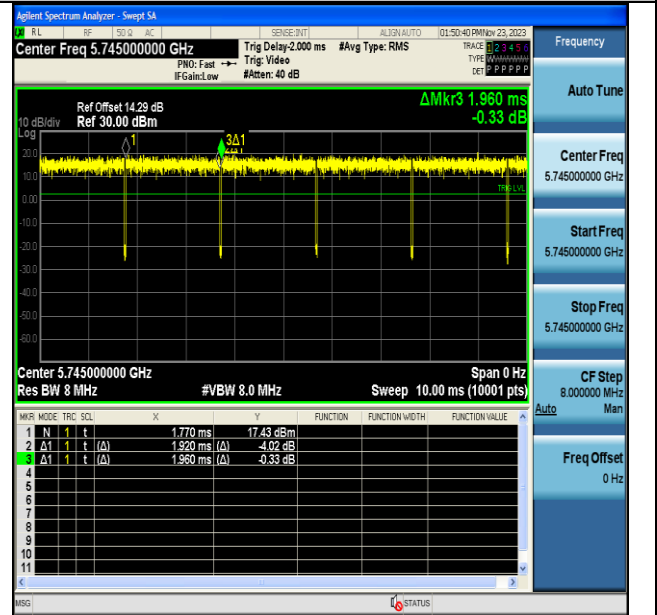 Agilent Spectrum Analyzer - Swept SA
RL RF 50 Ω AC SENSE:INT ALIGN AUTO 01:50:40 PM Nov 23, 2023
Center Freq 5.745000000 GHz Trig Delay-2.000 ms #Avg Type: RMS TRACE 1 2 3 4 5 6
PNO: Fast Trig: Video TYPE WWWWWW
IFGain:Low #Atten: 40 dB DET P P P P P P
Frequency
ΔMkr3 1.960 ms
-0.33 dB
Ref Offset 14.29 dB
10 dB/div Ref 30.00 dBm
Log
1
3Δ1
20.0
10.0
TRIG LVL
0.00
-10.0
-20.0
-30.0
-40.0
-50.0
-60.0
Center 5.745000000 GHz Span 0 Hz
Res BW 8 MHz #VBW 8.0 MHz Sweep 10.00 ms (10001 pts)
MKR MODE TRC SCL X Y FUNCTION FUNCTION WIDTH FUNCTION VALUE
1 N 1 t 1.770 ms 17.43 dBm
2 Δ1 1 t (Δ) 1.920 ms (Δ) -4.02 dB
3 Δ1 1 t (Δ) 1.960 ms (Δ) -0.33 dB
4
5
6
7
8
9
10
11
MSG STATUS
Auto Tune
Center Freq
5.745000000 GHz
Start Freq
5.745000000 GHz
Stop Freq
5.745000000 GHz
CF Step
8.000000 MHz
Auto Man
Freq Offset
0 Hz